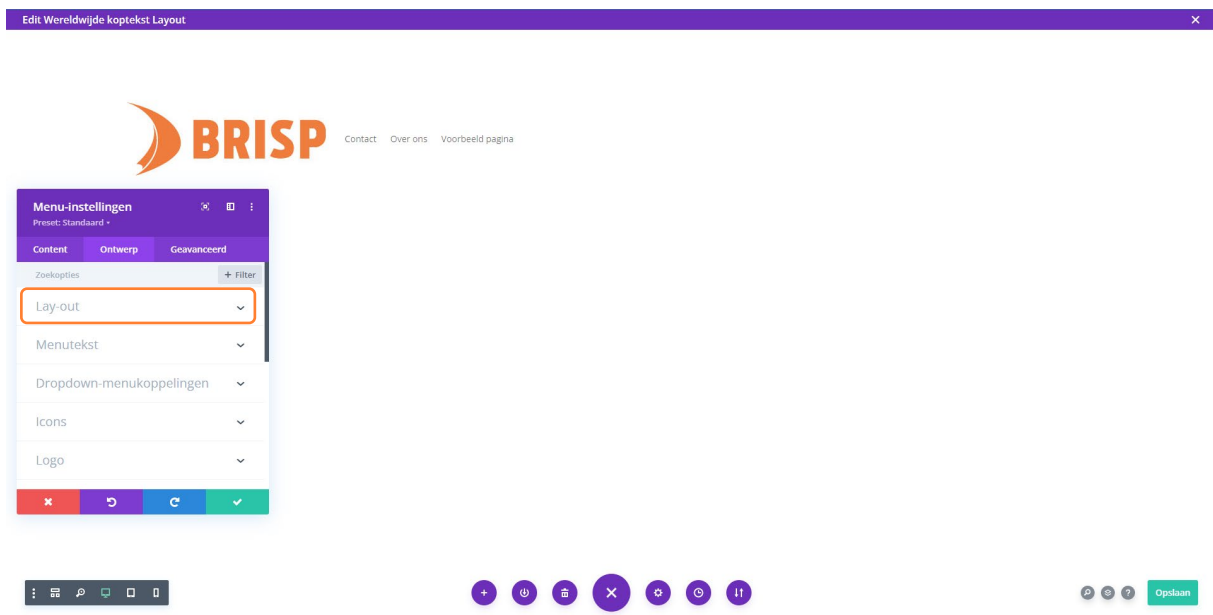 Edit Wereldwijde koptekst Layout
BRISP
Contact Over ons Voorbeeld pagina
Menu-instellingen
Preset: Standaard
Content Ontwerp Geavanceerd
Zoekopties + Filter
Lay-out
Menutekst
Dropdown-menukoppelingen
Icons
Logo
? Opslaan